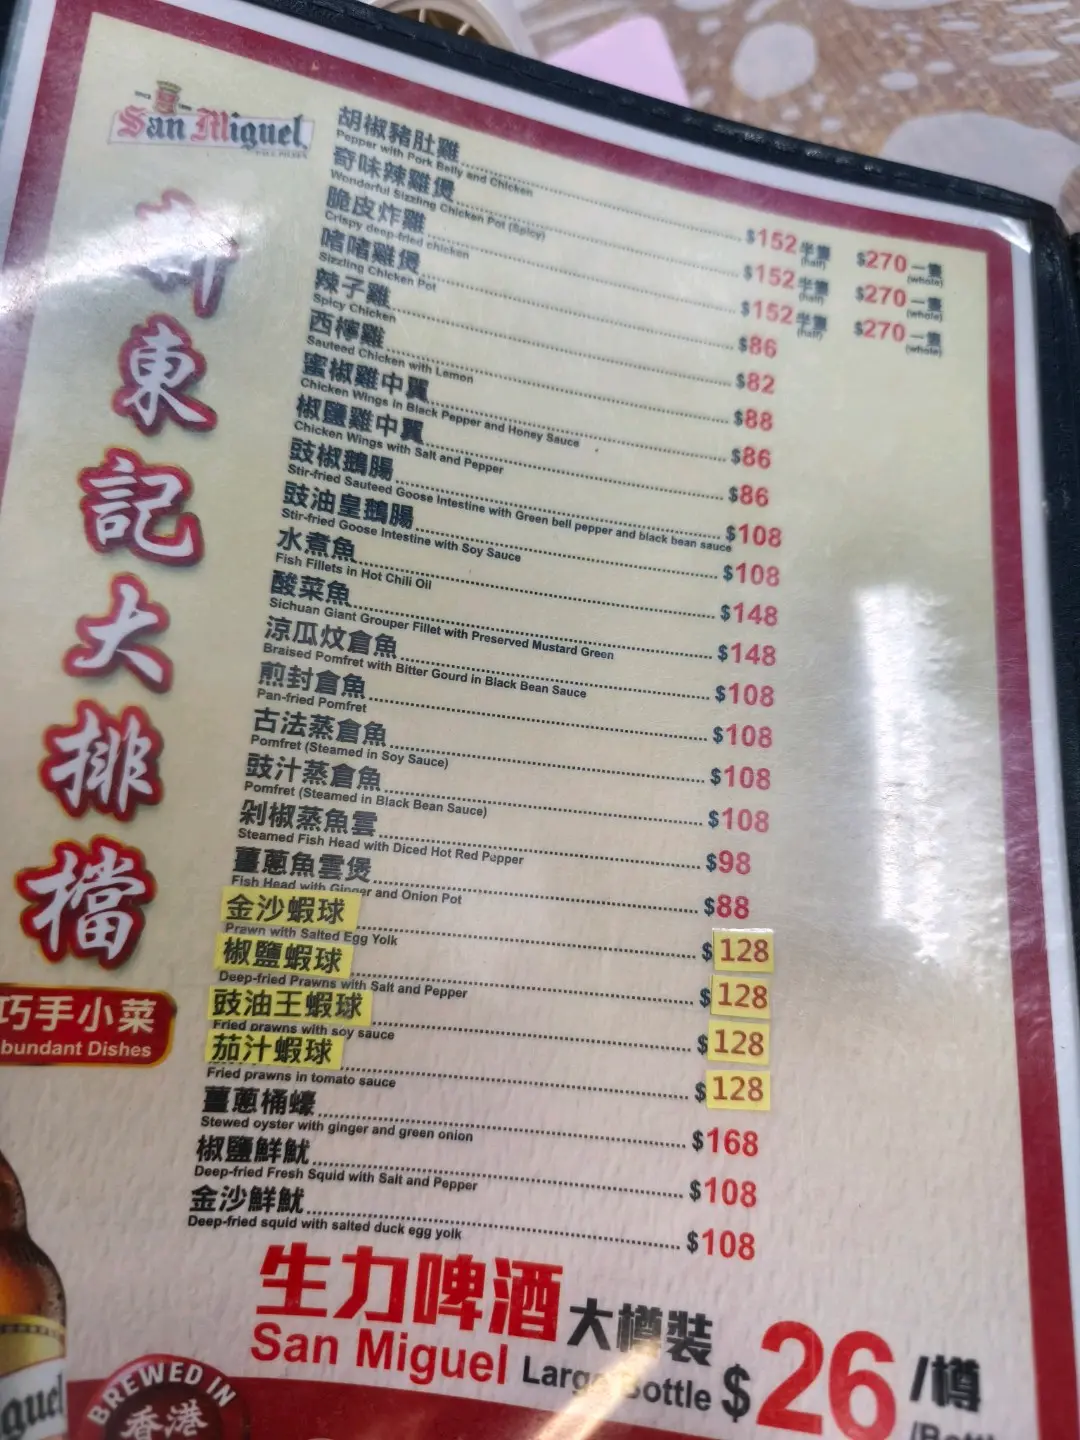 San Miguel
東記大排檔
巧手小菜
bundant Dishes
胡椒豬肚雞
Pepper with Pork Belly and Chicken
$152 半隻 (half) $270 一隻 (whole)
奇味辣雞煲
Wonderful Sizzling Chicken Pot (Spicy)
$152 半隻 (half) $270 一隻 (whole)
脆皮炸雞
Crispy deep-fried chicken
$152 半隻 (half) $270 一隻 (whole)
嗜嗜雞煲 $86
Sizzling Chicken Pot
辣子雞 $82
Spicy Chicken
西檸雞 $88
Sauteed Chicken with Lemon
蜜椒雞中翼 $86
Chicken Wings in Black Pepper and Honey Sauce
椒鹽雞中翼 $86
Chicken Wings with Salt and Pepper
豉椒鵝腸 $108
Stir-fried Sauteed Goose Intestine with Green bell pepper and black bean sauce
豉油皇鵝腸 $108
Stir-fried Goose Intestine with Soy Sauce
水煮魚 $148
Fish Fillets in Hot Chili Oil
酸菜魚 $148
Sichuan Giant Grouper Fillet with Preserved Mustard Green
涼瓜炆倉魚 $108
Braised Pomfret with Bitter Gourd in Black Bean Sauce
煎封倉魚 $108
Pan-fried Pomfret
古法蒸倉魚 $108
Pomfret (Steamed in Soy Sauce)
豉汁蒸倉魚 $108
Pomfret (Steamed in Black Bean Sauce)
剁椒蒸魚雲 $98
Steamed Fish Head with Diced Hot Red Pepper
薑蔥魚雲煲 $88
Fish Head with Ginger and Onion Pot
金沙蝦球 $128
Prawn with Salted Egg Yolk
椒鹽蝦球 $128
Deep-fried Prawns with Salt and Pepper
豉油王蝦球 $128
Fried prawns with soy sauce
茄汁蝦球 $128
Fried prawns in tomato sauce
薑蔥桶蠔 $168
Stewed oyster with ginger and green onion
椒鹽鮮魷 $108
Deep-fried Fresh Squid with Salt and Pepper
金沙鮮魷 $108
Deep-fried squid with salted duck egg yolk
生力啤酒 大樽裝 $26 /樽
San Miguel Large Bottle
guel
BREWED IN
香港